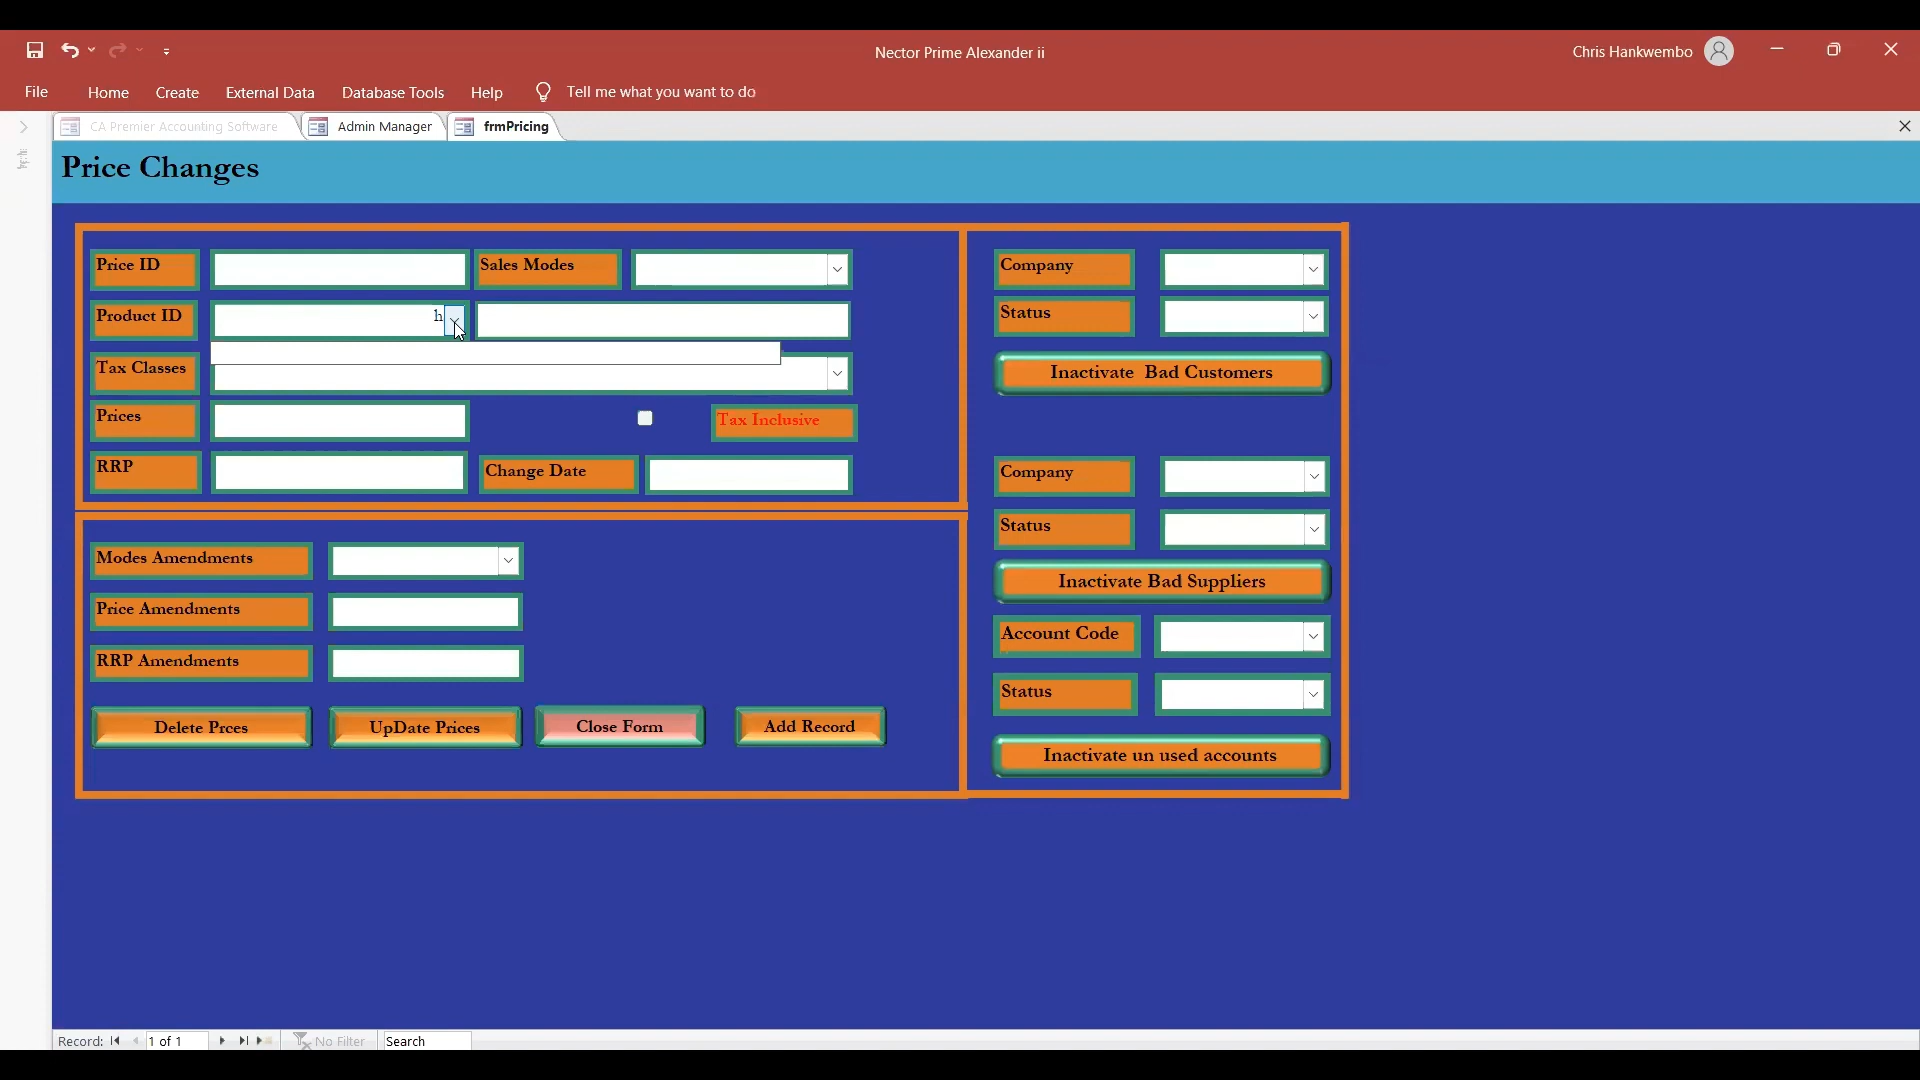 Nector Prime Alexander ii
Chris Hankwembo
File Home Create External Data Database Tools Help Tell me what you want to do
CA Premier Accounting Software Admin Manager frmPricing
Price Changes
Price ID Sales Modes
Product ID h
Tax Classes
Prices Tax Inclusive
RRP Change Date
Modes Amendments
Price Amendments
RRP Amendments
Delete Prces UpDate Prices Close Form Add Record
Company
Status
Inactivate Bad Customers
Company
Status
Inactivate Bad Suppliers
Account Code
Status
Inactivate un used accounts
Record: 1 of 1 No Filter Search